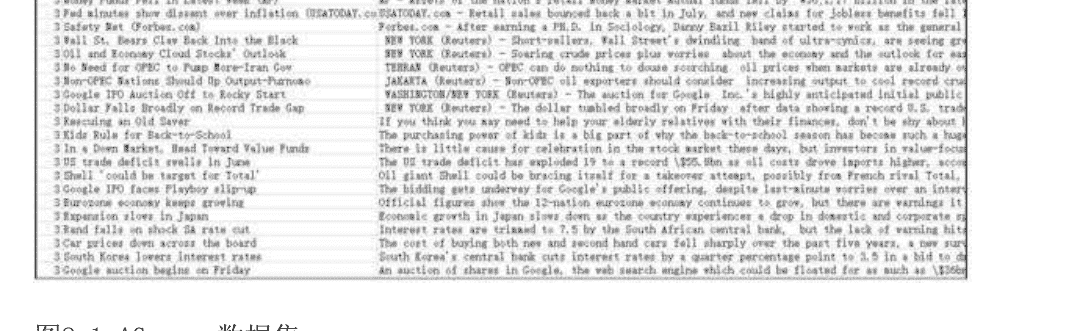 3 Fed minutes show dissent over inflation (USATODAY.co USATODAY.com - Retail sales bounced back a bit in July, and new claims for jobless benefits fell
3 Safety Net (Forbes.com) Forbes.com - After earning a PH.D. in Sociology, Danny Bazil Riley started to work as the general
3 Wall St. Bears Claw Back Into the Black NEW YORK (Reuters) - Short-sellers, Wall Street's dwindling band of ultra-cynics, are seeing gre
3 Oil and Economy Cloud Stocks' Outlook NEW YORK (Reuters) - Soaring crude prices plus worries about the economy and the outlook for ear
3 No Need for OPEC to Pump More-Iran Gov TEHRAN (Reuters) - OPEC can do nothing to douse scorching oil prices when markets are already ov
3 Non-OPEC Nations Should Up Output-Purnomo JAKARTA (Reuters) - Non-OPEC oil exporters should consider increasing output to cool record cru
3 Google IPO Auction Off to Rocky Start WASHINGTON/NEW YORK (Reuters) - The auction for Google Inc.'s highly anticipated initial public
3 Dollar Falls Broadly on Record Trade Gap NEW YORK (Reuters) - The dollar tumbled broadly on Friday after data showing a record U.S. trade
3 Rescuing an Old Saver If you think you may need to help your elderly relatives with their finances, don't be shy about
3 Kids Rule for Back-to-School The purchasing power of kids is a big part of why the back-to-school season has become such a huge
3 In a Down Market, Head Toward Value Funds There is little cause for celebration in the stock market these days, but investors in value-focus
3 US trade deficit swells in June The US trade deficit has exploded 19 to a record \$55.8bn as oil costs drove imports higher, acco
3 Shell 'could be target for Total' Oil giant Shell could be bracing itself for a takeover attempt, possibly from French rival Total,
3 Google IPO faces Playboy slip-up The bidding gets underway for Google's public offering, despite last-minute worries over an interv
3 Eurozone economy keeps growing Official figures show the 12-nation eurozone economy continues to grow, but there are warnings it
3 Expansion slows in Japan Economic growth in Japan slows down as the country experiences a drop in domestic and corporate sp
3 Rand falls on shock SA rate cut Interest rates are trimmed to 7.5 by the South African central bank, but the lack of warning hits
3 Car prices down across the board The cost of buying both new and second hand cars fell sharply over the past five years, a new sur
3 South Korea lowers interest rates South Korea's central bank cuts interest rates by a quarter percentage point to 3.5 in a bid to dr
3 Google auction begins on Friday An auction of shares in Google, the web search engine which could be floated for as much as \$36bn